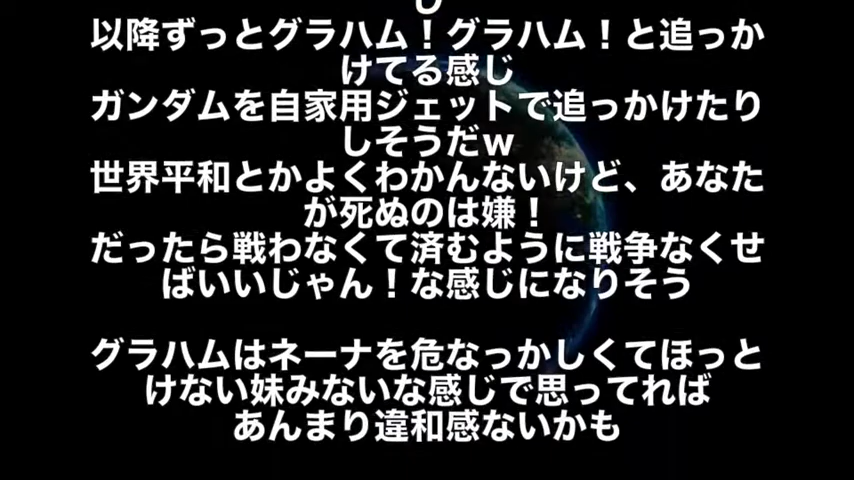 以降ずっとグラハム！グラハム！と追っか
けてる感じ
ガンダムを自家用ジェットで追っかけたり
しそうだw
世界平和とかよくわかんないけど、あなた
が死ぬのは嫌！
だったら戦わなくて済むように戦争なくせ
ばいいじゃん！な感じになりそう
グラハムはネーナを危なっかしくてほっと
けない妹みないな感じで思ってれば
あんまり違和感ないかも